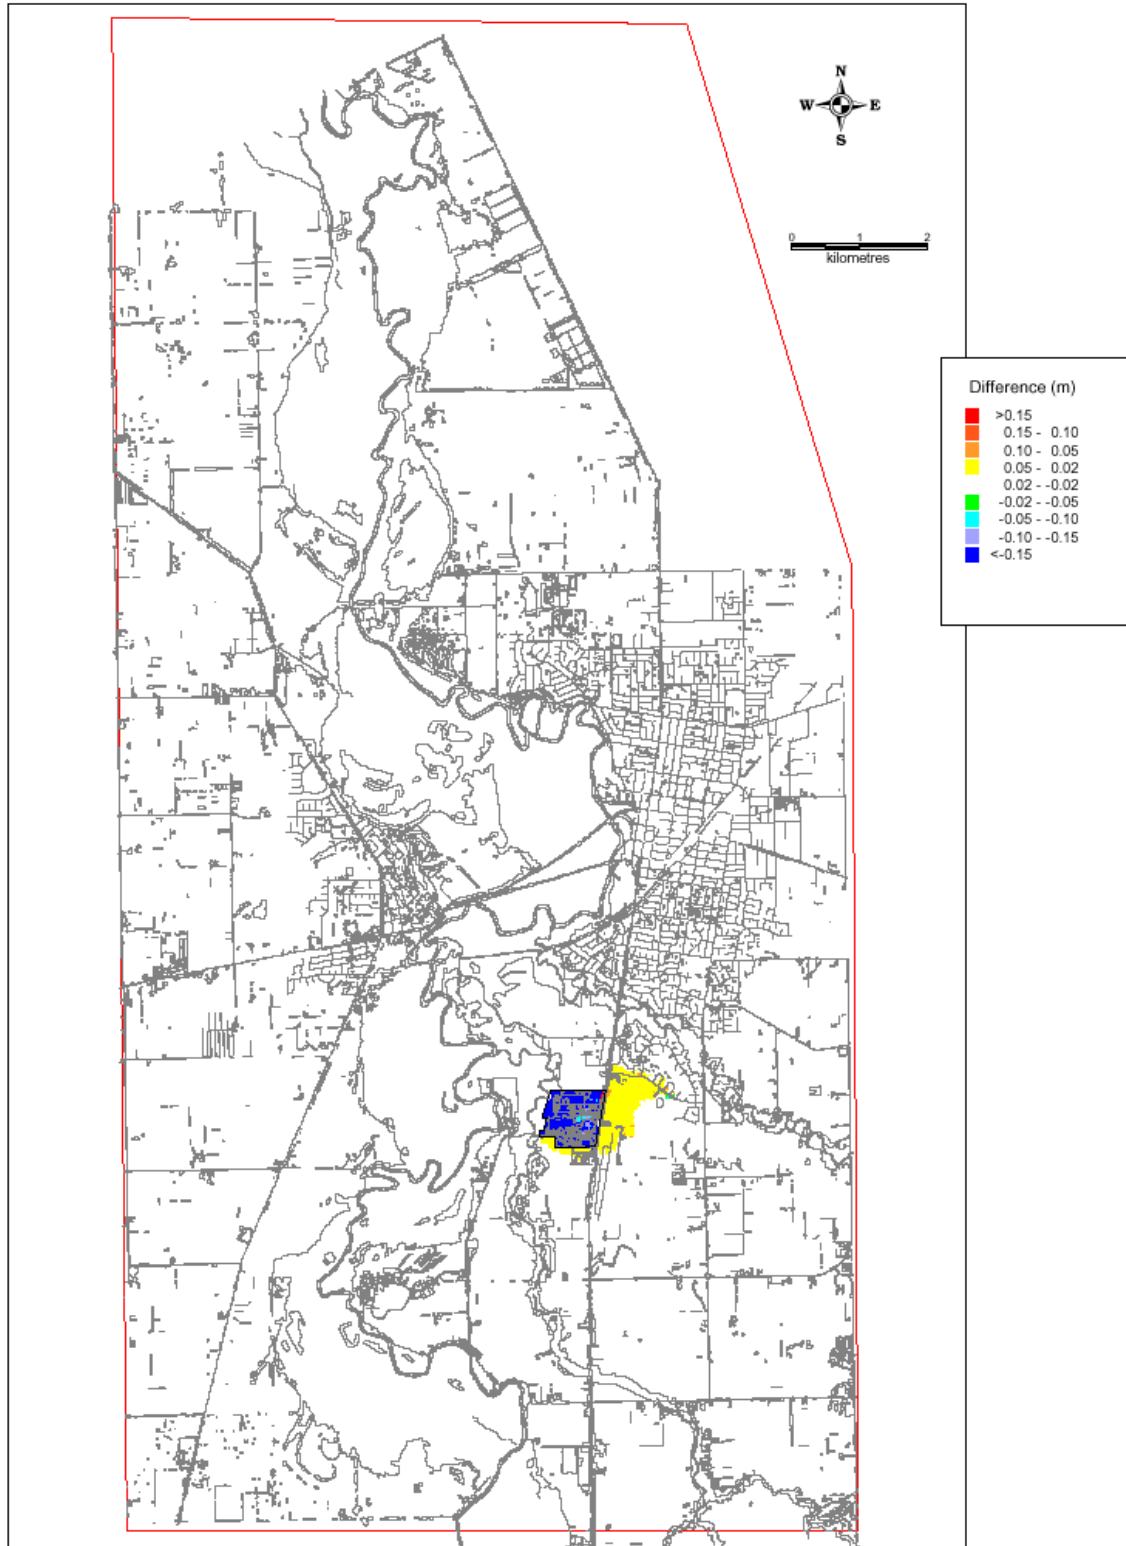 N
W E
S
0 1 2
kilometres
Difference (m)
>0.15
0.15 - 0.10
0.10 - 0.05
0.05 - 0.02
0.02 - -0.02
-0.02 - -0.05
-0.05 - -0.10
-0.10 - -0.15
<-0.15